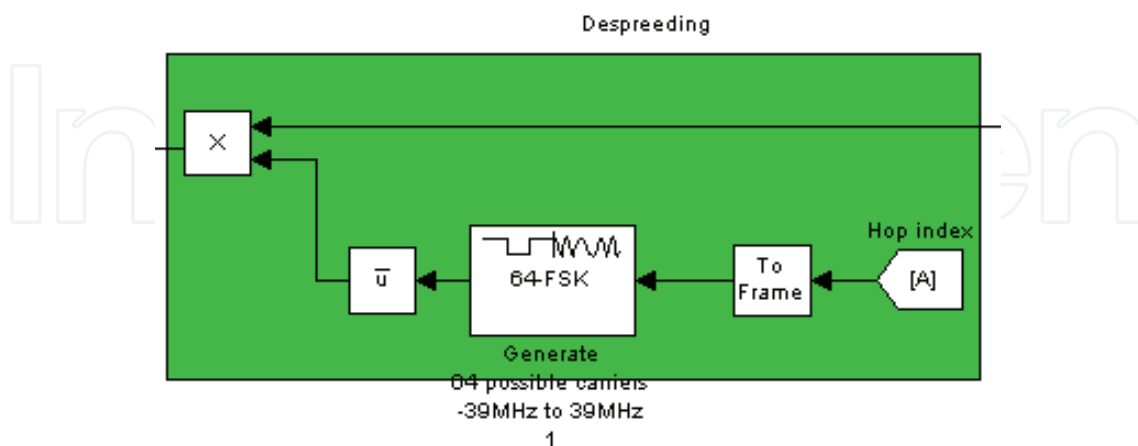 Despreeding
×
Hop index
64-FSK
To
Frame
[A]
u̅
Generate
64 possible carriers
-39MHz to 39MHz
1